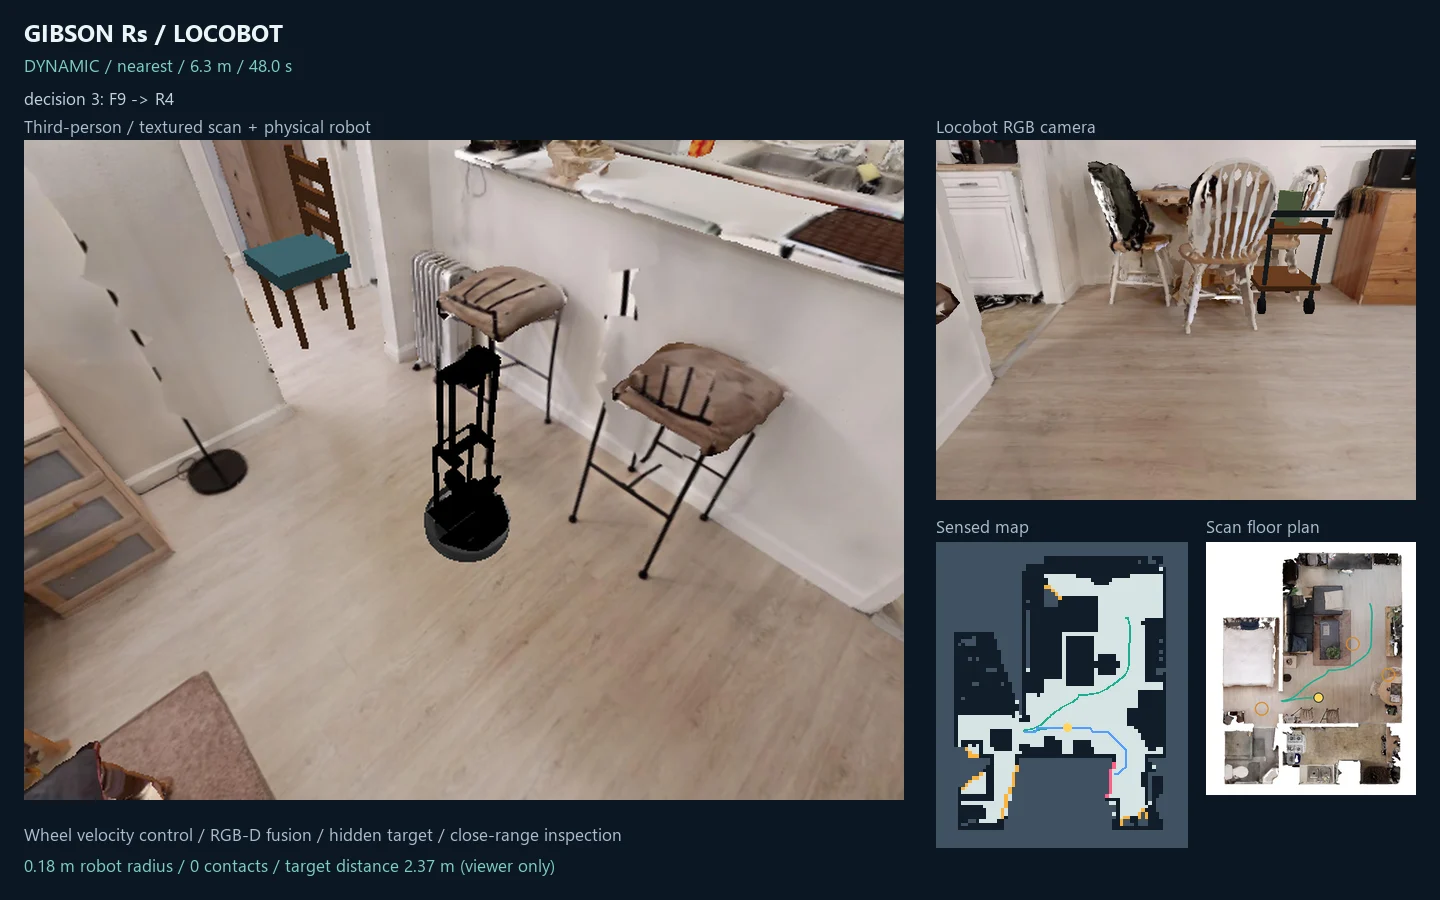 GIBSON Rs / LOCOBOT
DYNAMIC / nearest / 6.3 m / 48.0 s
decision 3: F9 -> R4
Third-person / textured scan + physical robot
Locobot RGB camera
Sensed map
Scan floor plan
Wheel velocity control / RGB-D fusion / hidden target / close-range inspection
0.18 m robot radius / 0 contacts / target distance 2.37 m (viewer only)